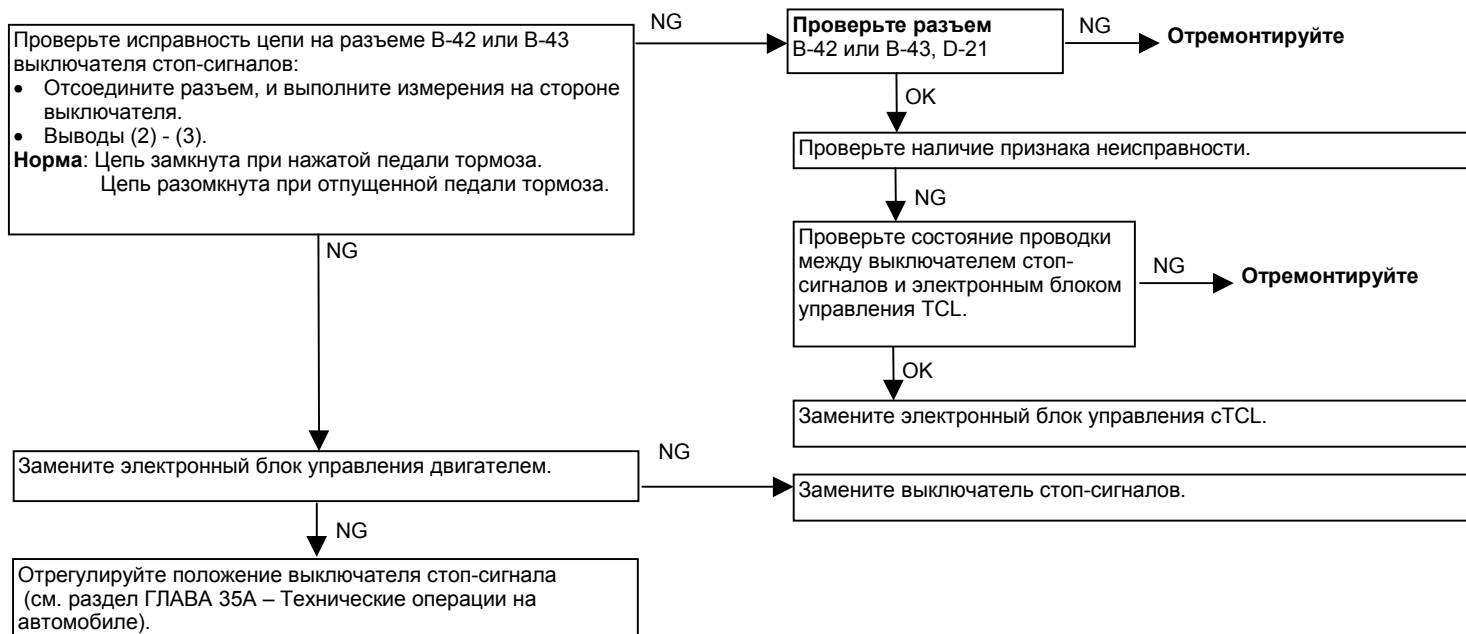 Проверьте исправность цепи на разъеме B-42 или B-43
выключателя стоп-сигналов:
• Отсоедините разъем, и выполните измерения на стороне
выключателя.
• Выводы (2) - (3).
Норма: Цепь замкнута при нажатой педали тормоза.
Цепь разомкнута при отпущенной педали тормоза.
NG
Проверьте разъем
B-42 или B-43, D-21
NG
Отремонтируйте
OK
Проверьте наличие признака неисправности.
NG
Проверьте состояние проводки
между выключателем стоп-
сигналов и электронным блоком
управления TCL.
NG
Отремонтируйте
OK
Замените электронный блок управления cTCL.
NG
Замените электронный блок управления двигателем.
NG
Замените выключатель стоп-сигналов.
NG
Отрегулируйте положение выключателя стоп-сигнала
(см. раздел ГЛАВА 35A – Технические операции на
автомобиле).